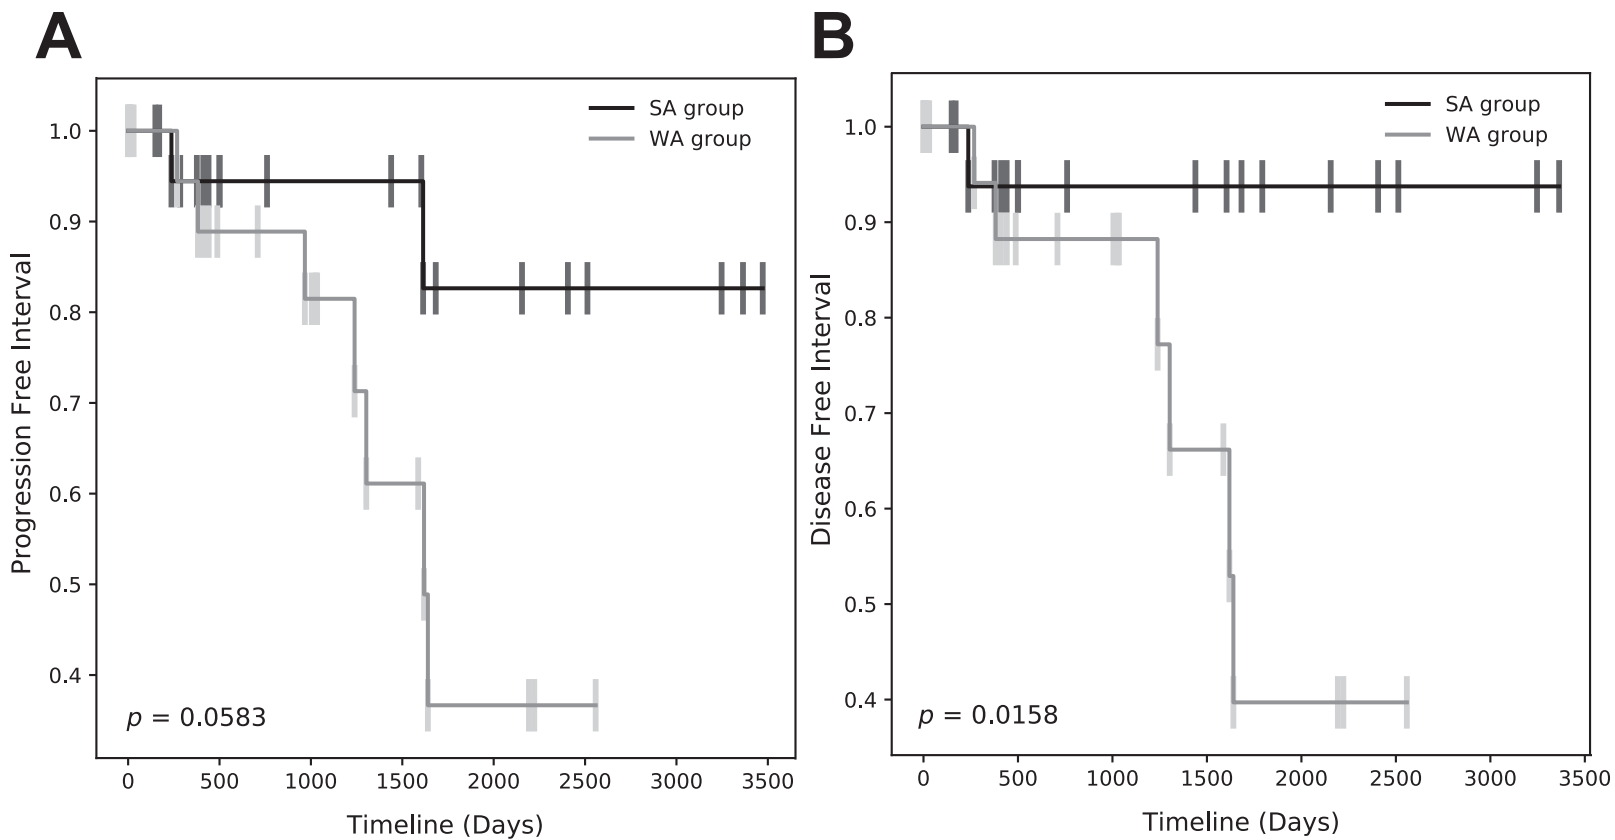 A
SA group
WA group
Progression Free Interval
1.0
0.9
0.8
0.7
0.6
0.5
0.4
p = 0.0583
0 500 1000 1500 2000 2500 3000 3500
Timeline (Days)
B
SA group
WA group
Disease Free Interval
1.0
0.9
0.8
0.7
0.6
0.5
0.4
p = 0.0158
0 500 1000 1500 2000 2500 3000 3500
Timeline (Days)